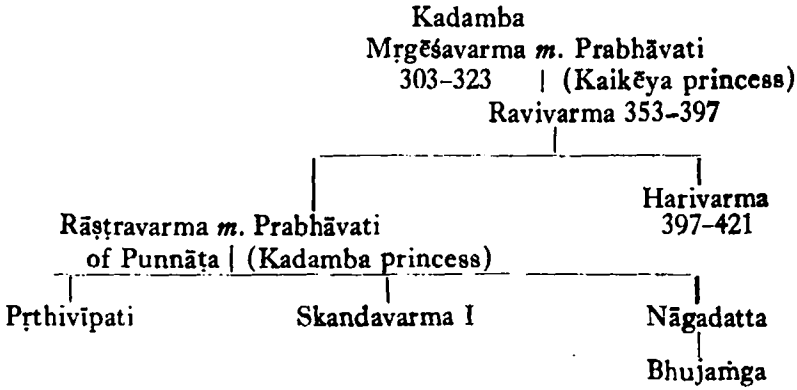 Kadamba
Mṛgēśavarma m. Prabhāvati
303–323 | (Kaikēya princess)
Ravivarma 353–397
Harivarma
397–421
Rāṣṭravarma m. Prabhāvati
of Punnāṭa | (Kadamba princess)
Pṛthivīpati Skandavarma I Nāgadatta
Bhujaṁga